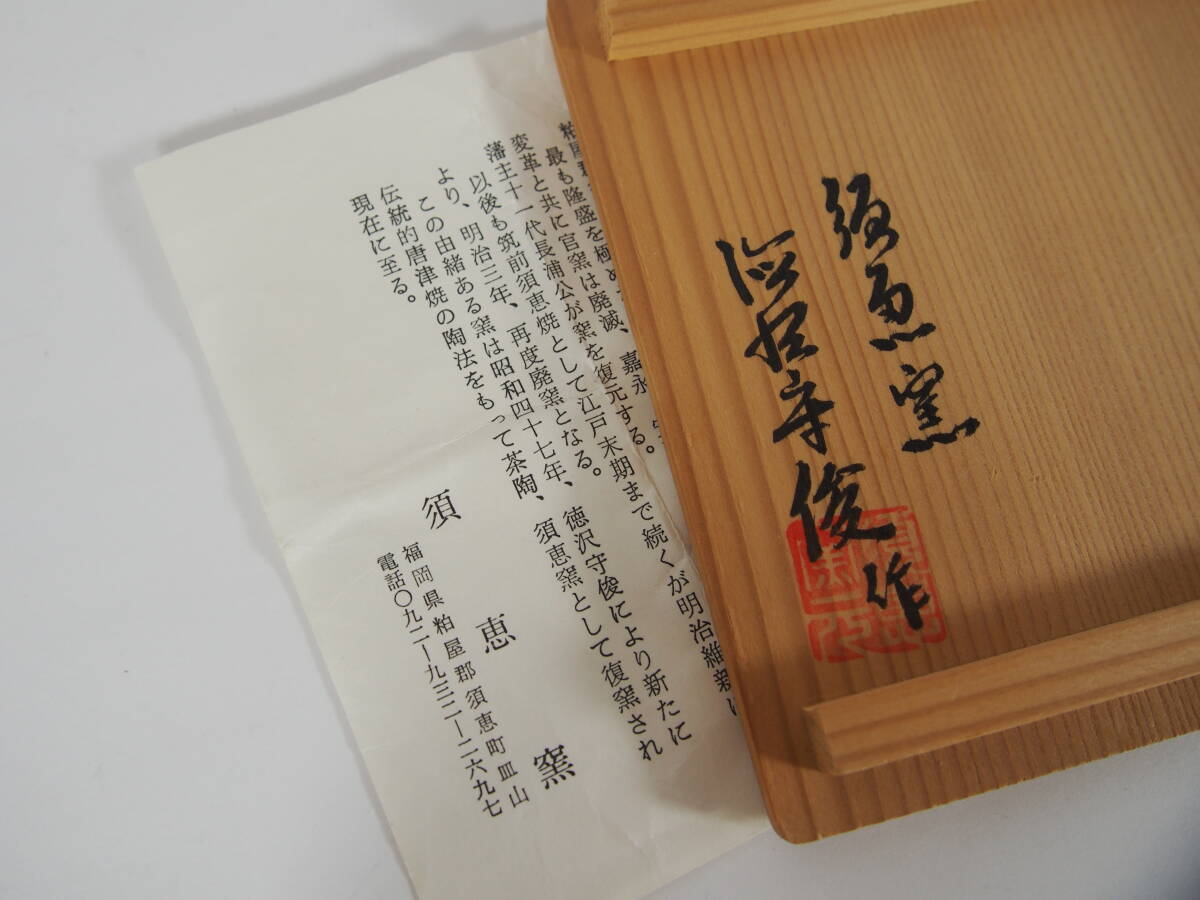 須恵窯
徳沢守俊作
最も隆盛を極め
嘉永
変革と共に官窯は廃滅、
藩主十一代長浦公が窯を復元する。
以後も筑前須恵焼として江戸末期まで続くが明治維新
より、明治三年、再度廃窯となる。
この由緒ある窯は昭和四十七年、徳沢守俊により新たに
伝統的唐津焼の陶法をもって茶陶、須恵窯として復窯され
現在に至る。
須恵窯
福岡県粕屋郡須恵町皿山
電話〇九二ー九三二ー二六九七